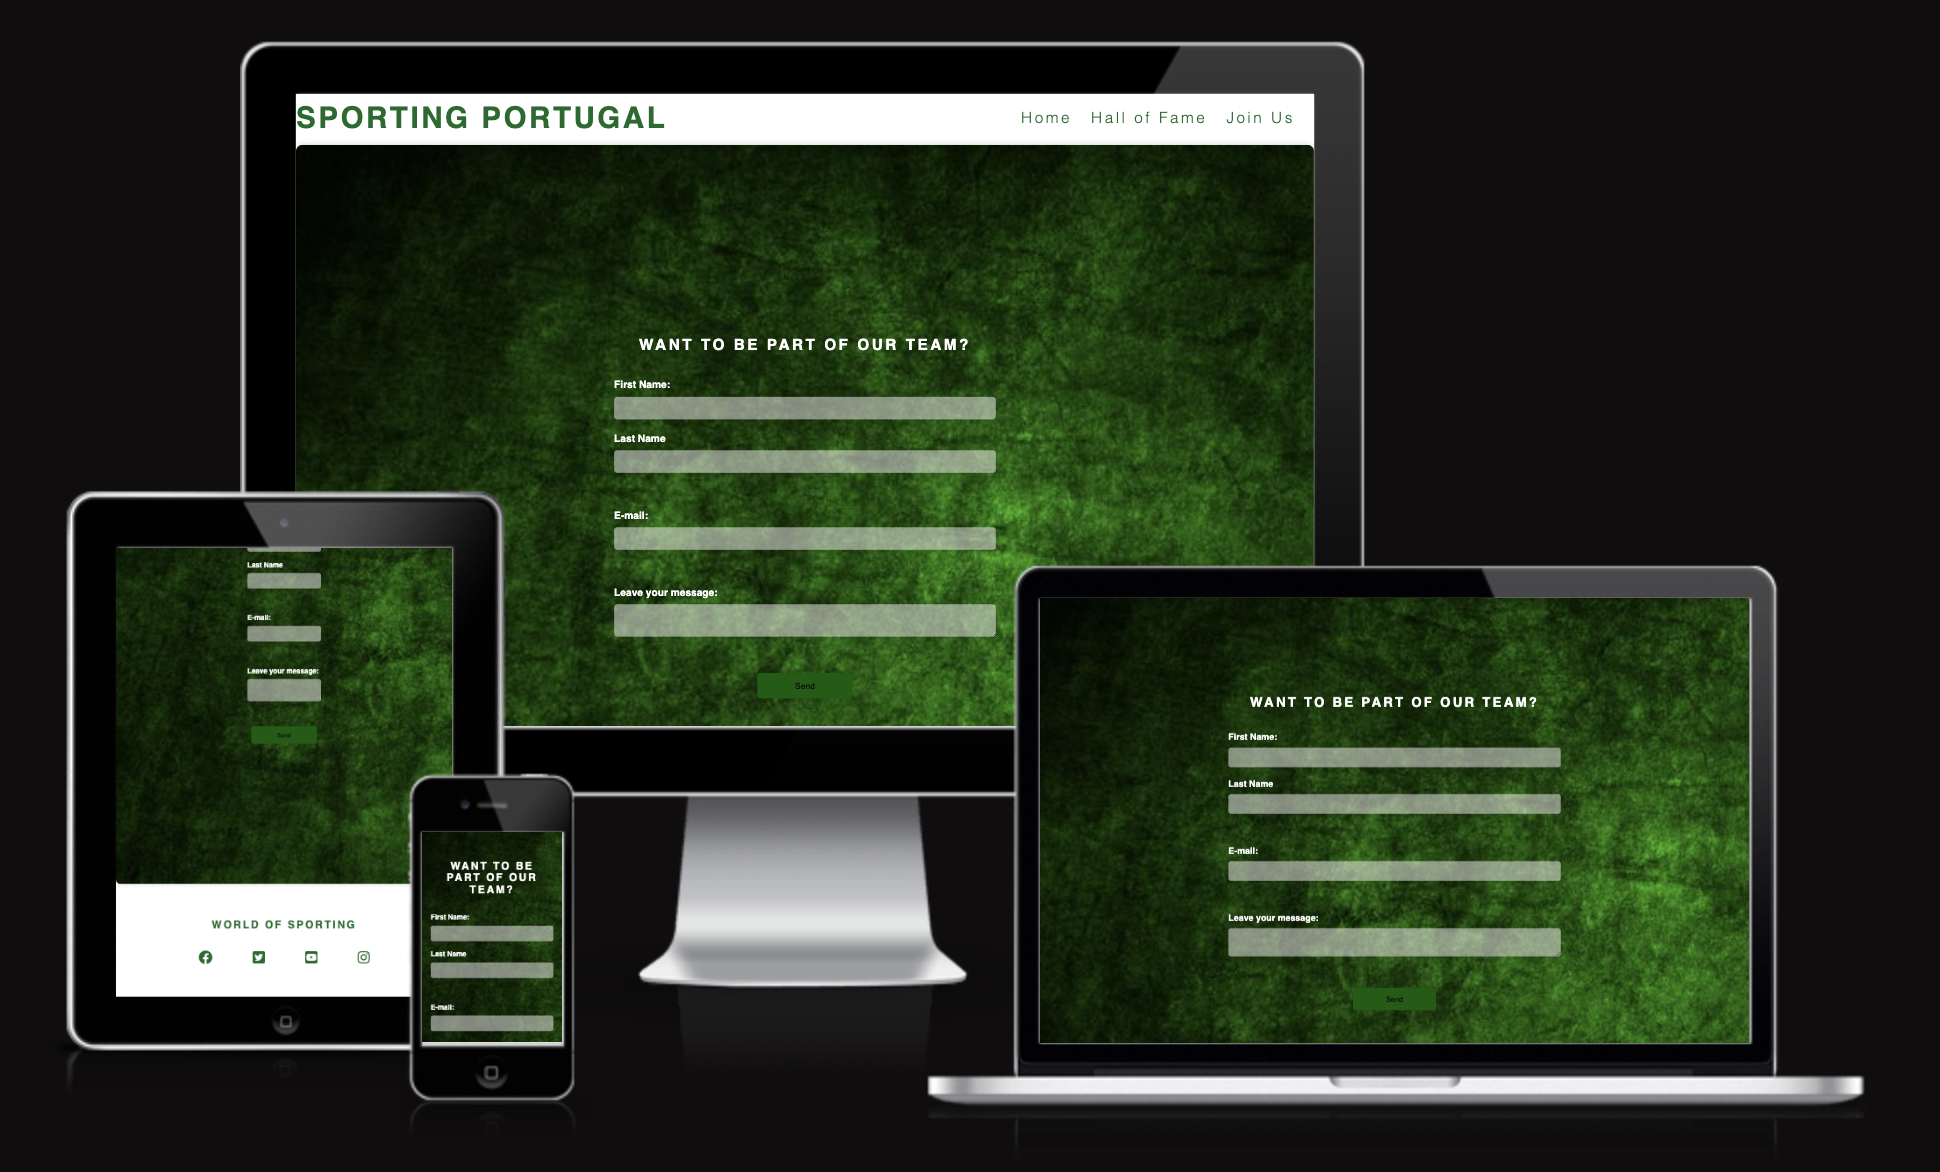 SPORTING PORTUGAL
Home Hall of Fame Join Us
WANT TO BE PART OF OUR TEAM?
First Name:
Last Name
E-mail:
Leave your message:
Send
Last Name
E-mail:
Leave your message:
Send
WORLD OF SPORTING
WANT TO BE
PART OF OUR
TEAM?
First Name:
Last Name
E-mail:
WANT TO BE PART OF OUR TEAM?
First Name:
Last Name
E-mail:
Leave your message:
Send